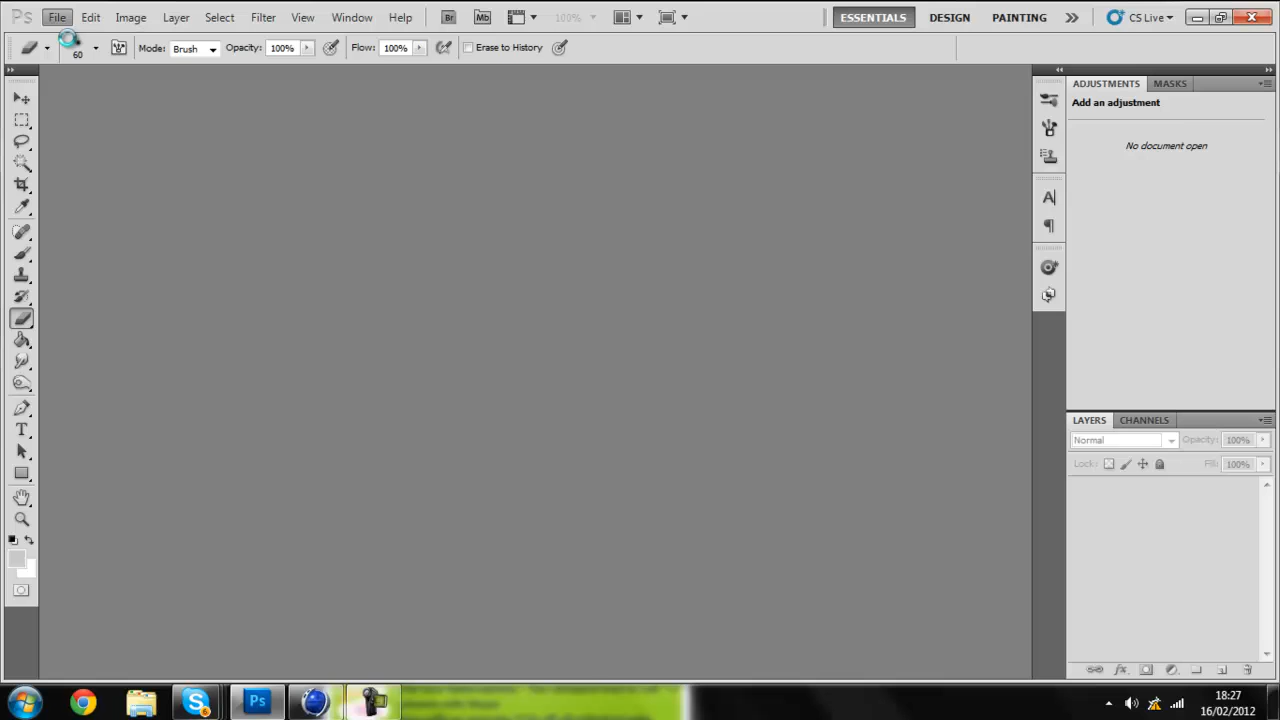 Ps File Edit Image Layer Select Filter View Window Help Br Mb 100% ESSENTIALS DESIGN PAINTING CS Live
60 Mode: Brush Opacity: 100% Flow: 100% Erase to History
ADJUSTMENTS MASKS
Add an adjustment
No document open
LAYERS CHANNELS
Normal Opacity: 100%
Lock: Fill: 100%
Ps
18:27
16/02/2012